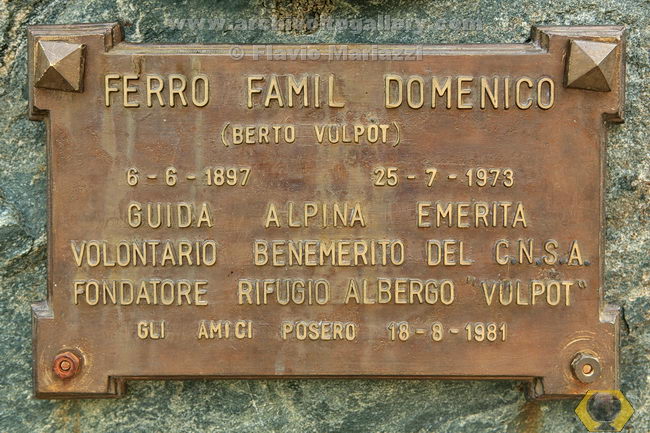 © Flavio Mariazzi
FERRO FAMIL DOMENICO
(BERTO VULPOT)
6-6-1897 25-7-1973
GUIDA ALPINA EMERITA
VOLONTARIO BENEMERITO DEL C.N.S.A.
FONDATORE RIFUGIO ALBERGO "VULPOT"
GLI AMICI POSERO 18-8-1981